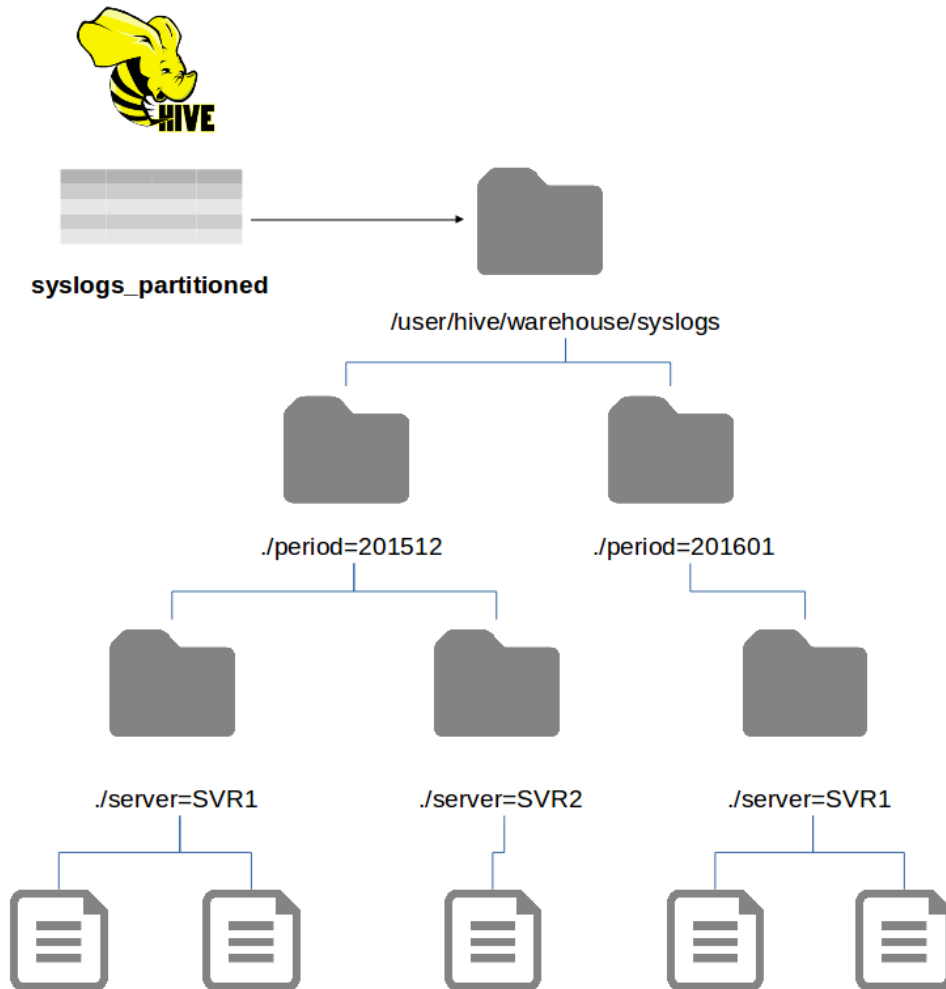 HIVE
syslogs_partitioned
/user/hive/warehouse/syslogs
./period=201512
./period=201601
./server=SVR1
./server=SVR2
./server=SVR1